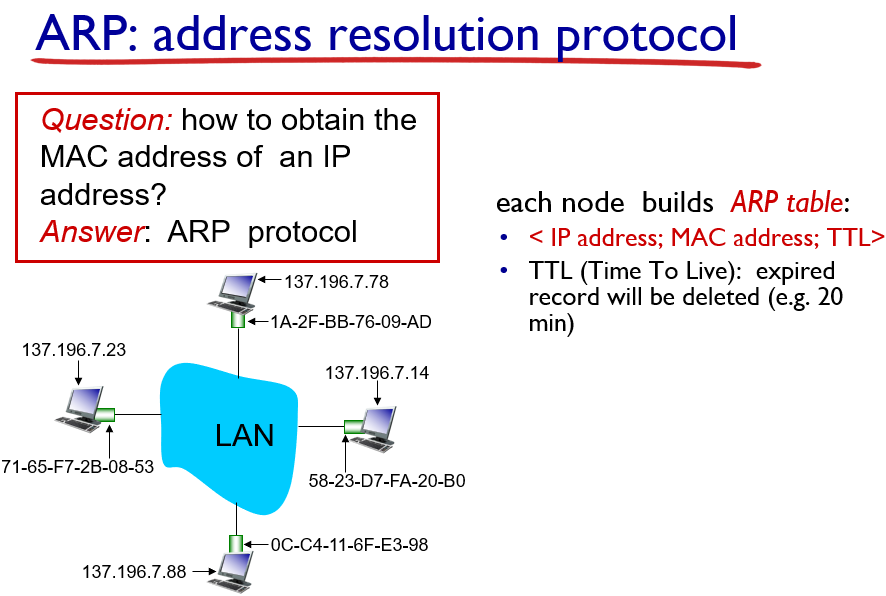 ARP: address resolution protocol
Question: how to obtain the
MAC address of an IP
address?
Answer: ARP protocol
each node builds ARP table:
• < IP address; MAC address; TTL>
• TTL (Time To Live): expired
record will be deleted (e.g. 20
min)
137.196.7.78
1A-2F-BB-76-09-AD
137.196.7.23
137.196.7.14
LAN
71-65-F7-2B-08-53
58-23-D7-FA-20-B0
0C-C4-11-6F-E3-98
137.196.7.88